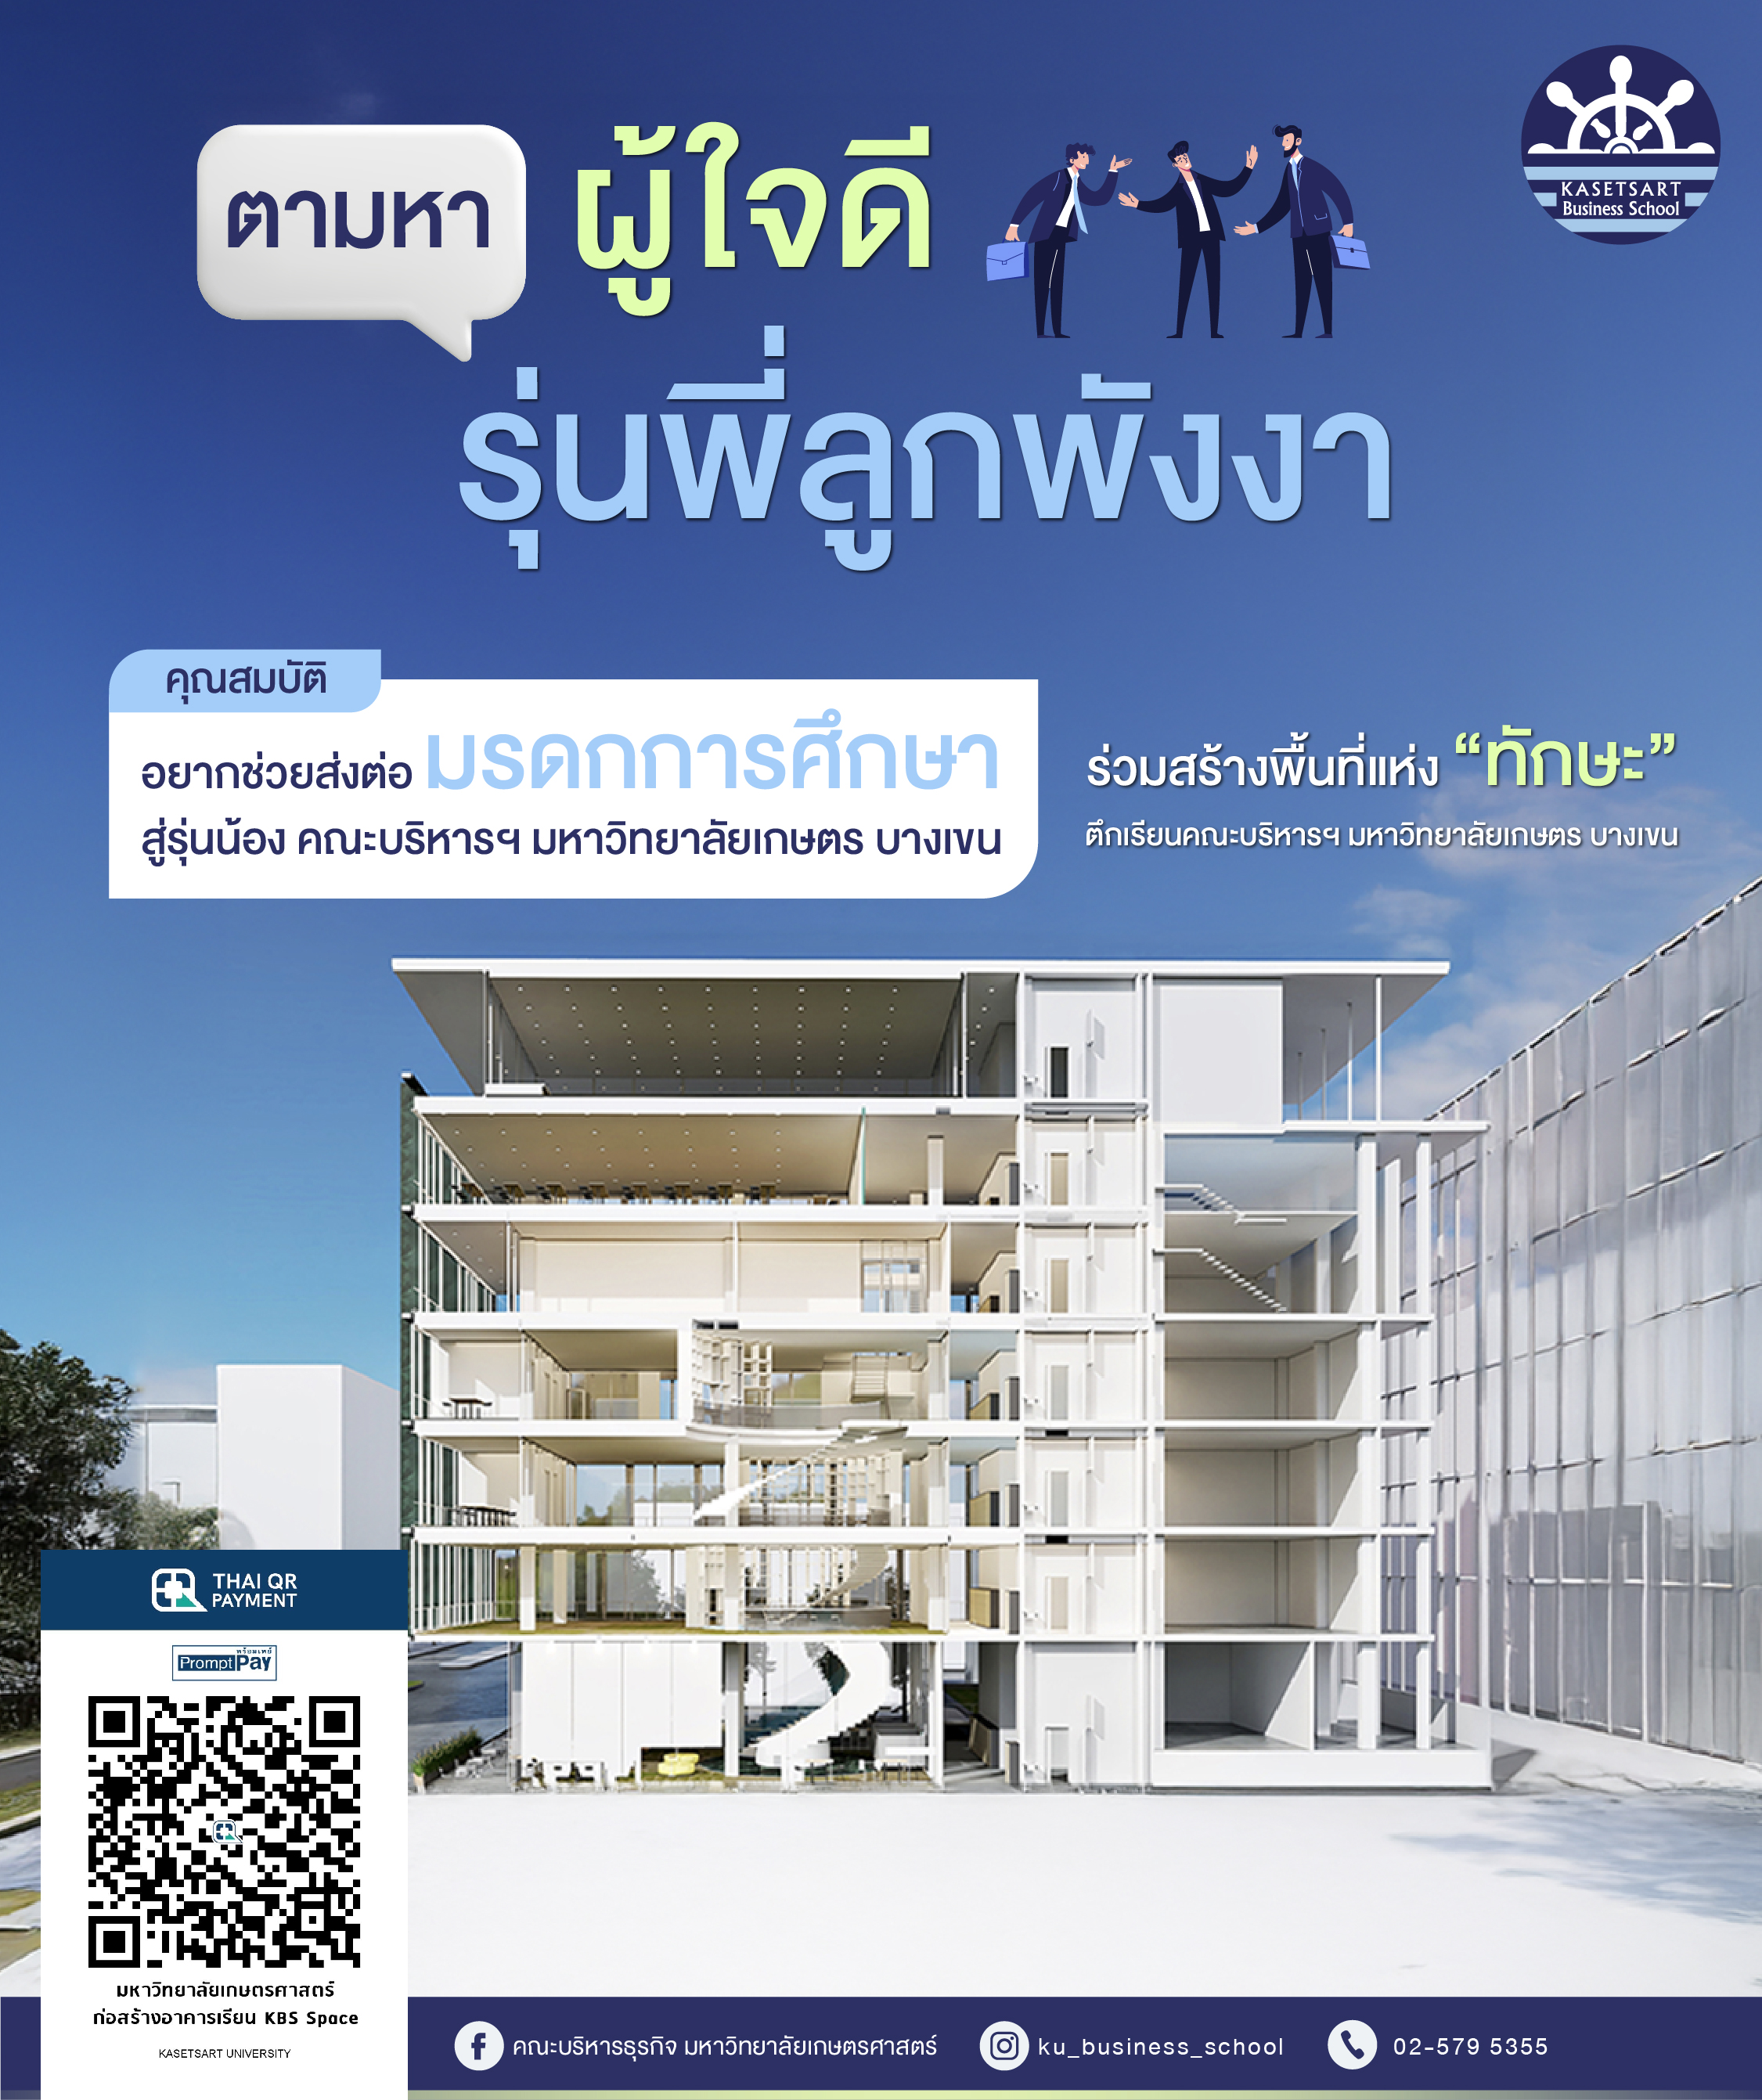 ตามหา ผู้ใจดี
KASETSART
Business School
รุ่นพี่ลูกพังงา
คุณสมบัติ
อยากช่วยส่งต่อ มรดกการศึกษา
สู่รุ่นน้อง คณะบริหารฯ มหาวิทยาลัยเกษตร บางเขน
ร่วมสร้างพื้นที่แห่ง “ทักษะ”
ตึกเรียนคณะบริหารฯ มหาวิทยาลัยเกษตร บางเขน
THAI QR
PAYMENT
พร้อมเพย์
PromptPay
มหาวิทยาลัยเกษตรศาสตร์
ก่อสร้างอาคารเรียน KBS Space
KASETSART UNIVERSITY
คณะบริหารธุรกิจ มหาวิทยาลัยเกษตรศาสตร์ ku_business_school 02-579 5355